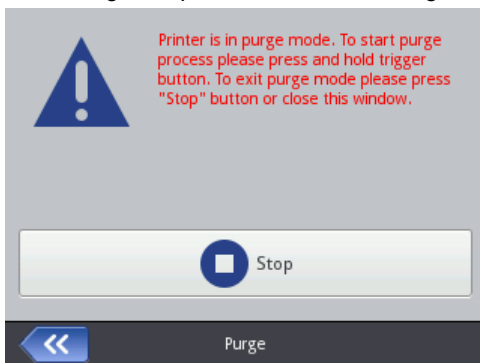 Printer is in purge mode. To start purge
process please press and hold trigger
button. To exit purge mode please press
"Stop" button or close this window.
Stop
Purge